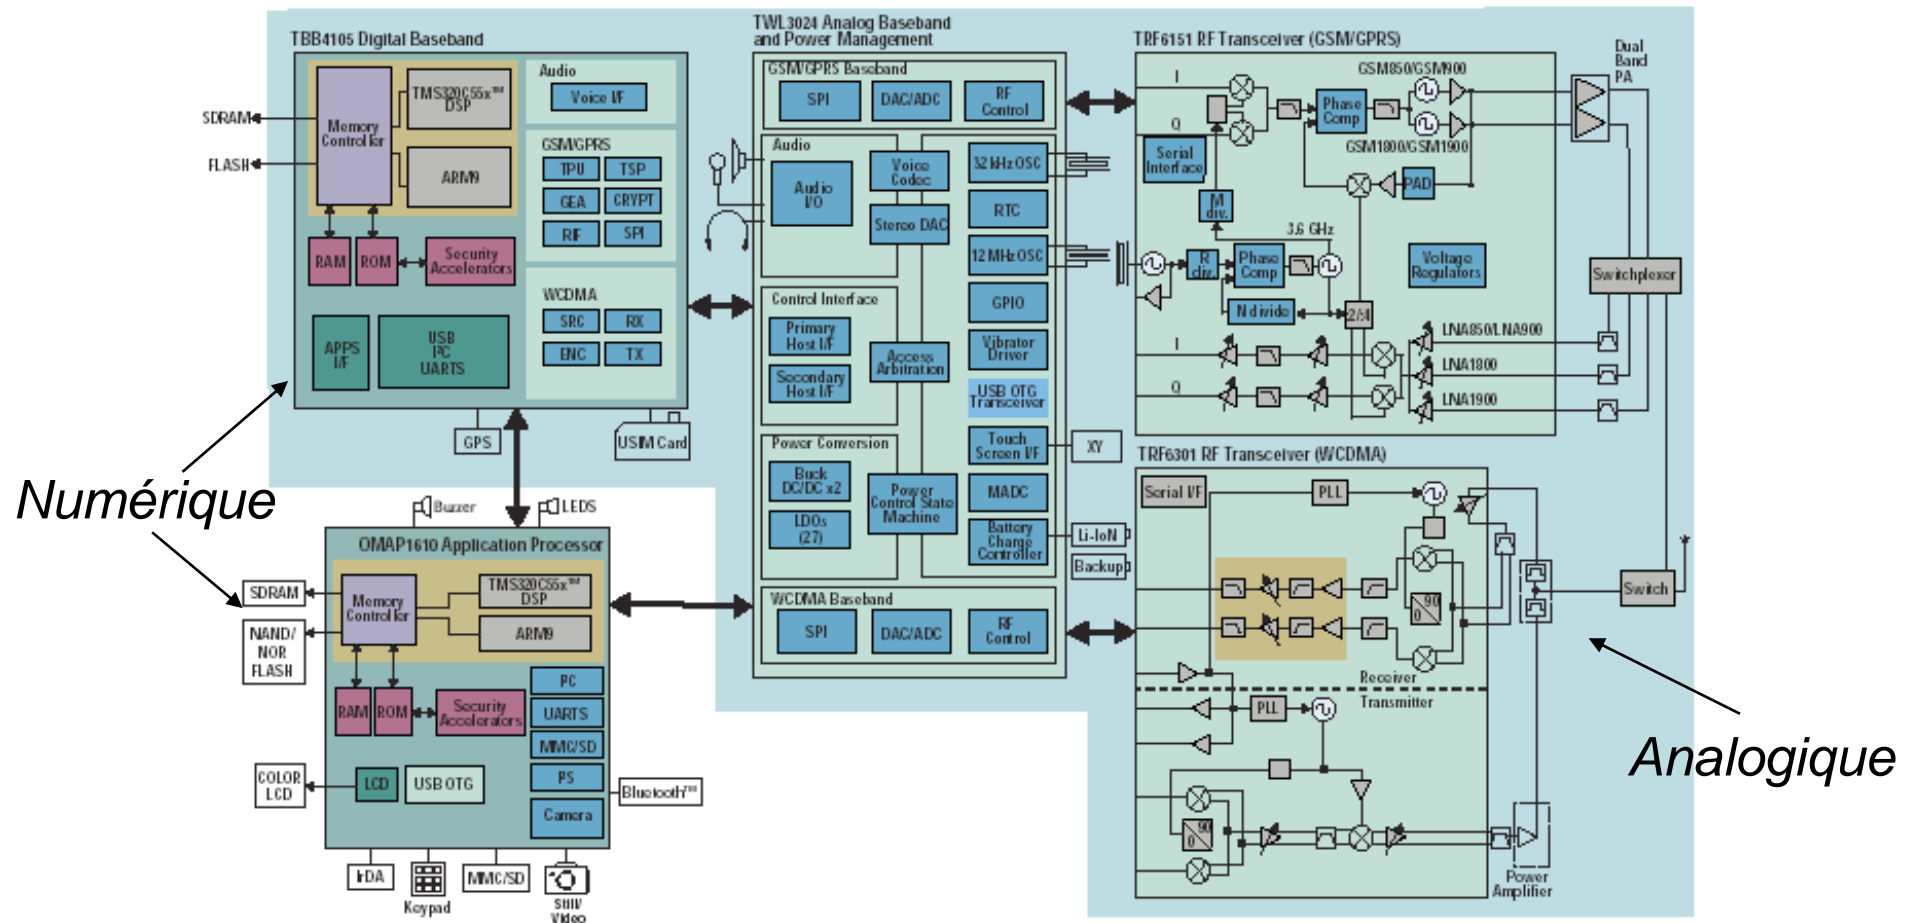 TBB4105 Digital Baseband
Audio
Voice I/F
TMS320C55x™
DSP
Memory
Controller
ARM9
SDRAM
FLASH
GSM/GPRS
TPU
TSP
GEA
CRYPT
RIF
SPI
RAM
ROM
Security
Accelerators
WCDMA
SRC
RX
ENC
TX
APPS
I/F
USB
I²C
UARTS
GPS
USIM Card
Numérique
Buzzer
LEDS
OMAP1610 Application Processor
SDRAM
NAND/
NOR
FLASH
Memory
Controller
TMS320C55x™
DSP
ARM9
RAM
ROM
Security
Accelerators
I²C
UARTS
MMC/SD
PS
Camera
COLOR
LCD
LCD
USB OTG
Bluetooth™
IrDA
Keypad
MMC/SD
Still/
Video
TWL3024 Analog Baseband
and Power Management
GSM/GPRS Baseband
SPI
DAC/ADC
RF
Control
Audio
Audio
I/O
Voice
Codec
Stereo DAC
32 kHz OSC
RTC
12 MHz OSC
GPIO
Control Interface
Primary
Host I/F
Secondary
Host I/F
Access
Arbitration
Vibrator
Driver
USB OTG
Transceiver
Touch
Screen I/F
XY
Power Conversion
Buck
DC/DC x2
LDOs
(27)
Power
Control State
Machine
MADC
Battery
Charge
Controller
Li-IoN
Backup
WCDMA Baseband
SPI
DAC/ADC
RF
Control
TRF6151 RF Transceiver (GSM/GPRS)
I
Q
Serial
Interface
Phase
Comp
GSM850/GSM900
GSM1800/GSM1900
PAD
M
div.
3.6 GHz
R
div.
Phase
Comp
N divide
Voltage
Regulators
I
Q
LNA850/LNA900
LNA1800
LNA1900
Dual
Band
PA
Switchplexer
TRF6301 RF Transceiver (WCDMA)
Serial I/F
PLL
90
0
Receiver
Transmitter
PLL
90
0
Switch
Power
Amplifier
Analogique